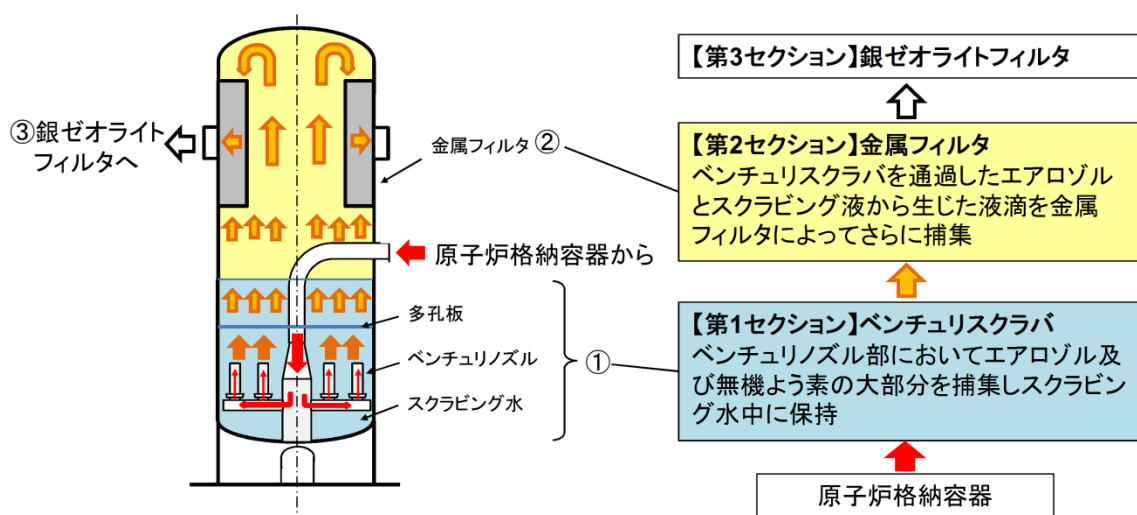 ③銀ゼオライト
フィルタへ
金属フィルタ ②
原子炉格納容器から
多孔板
ベンチュリノズル
スクラビング水
①
【第3セクション】銀ゼオライトフィルタ
【第2セクション】金属フィルタ
ベンチュリスクラバを通過したエアロゾル
とスクラビング液から生じた液滴を金属
フィルタによってさらに捕集
【第1セクション】ベンチュリスクラバ
ベンチュリノズル部においてエアロゾル及
び無機よう素の大部分を捕集しスクラビン
グ水中に保持
原子炉格納容器